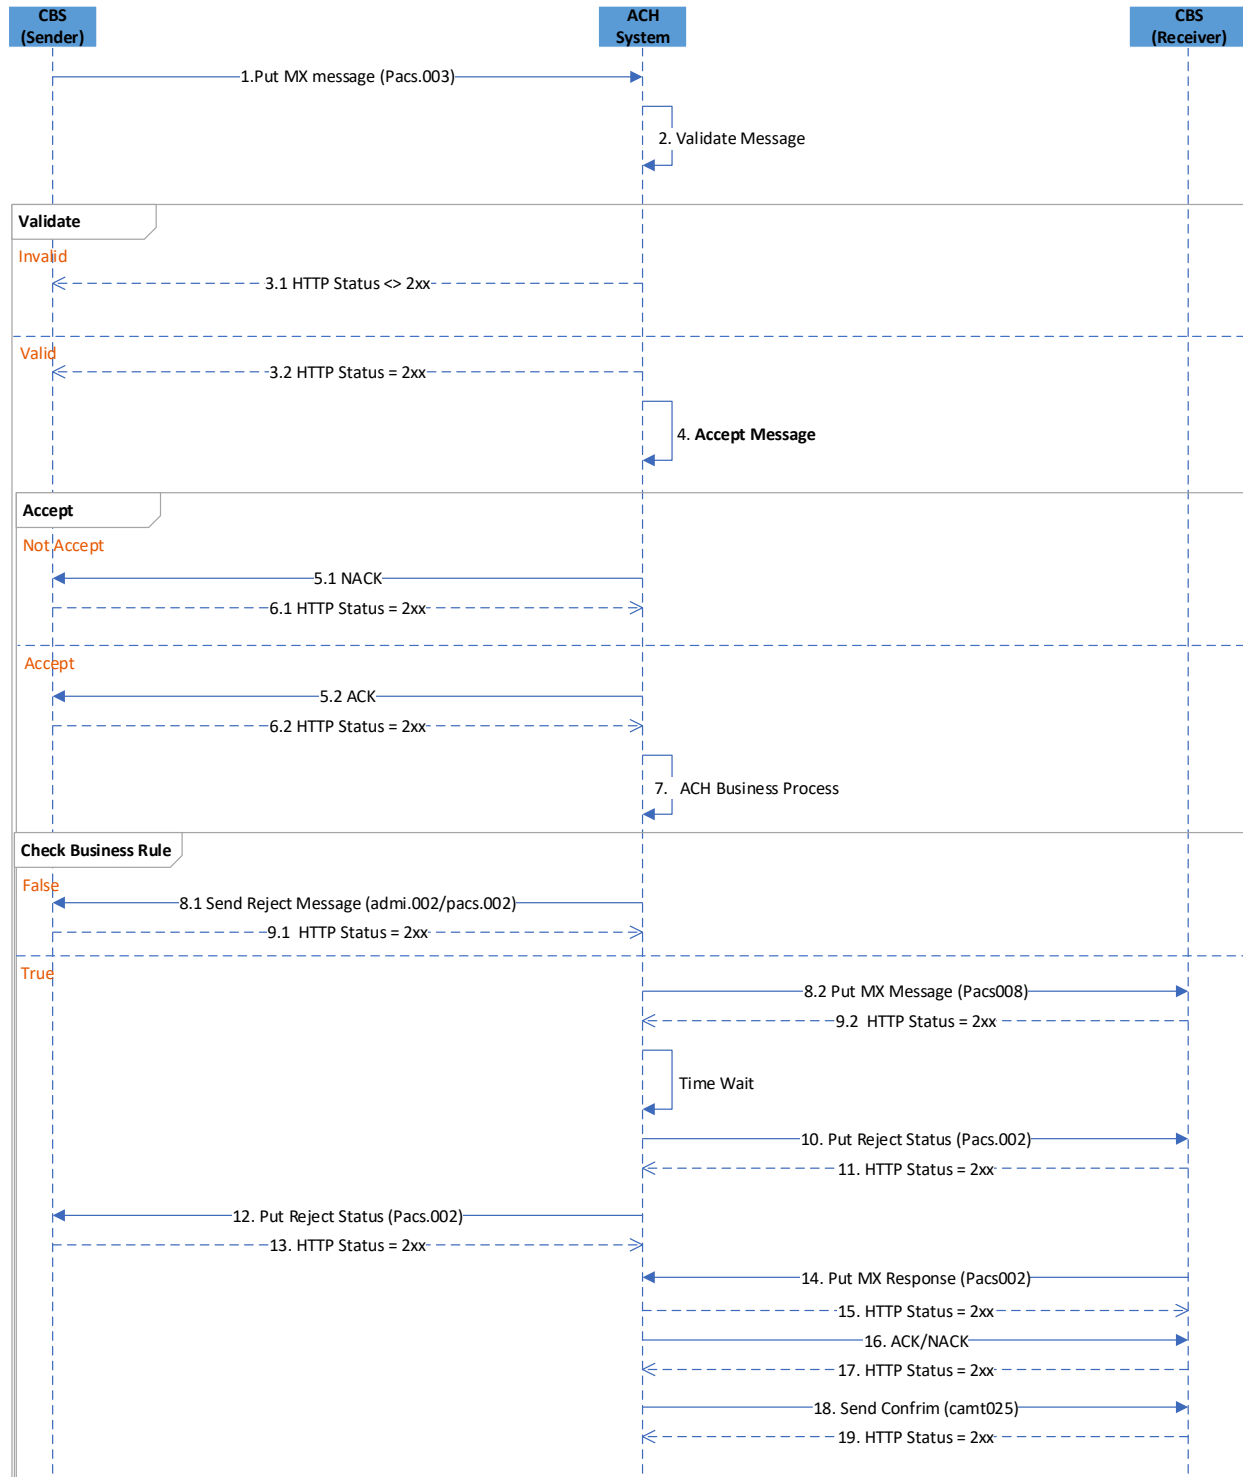 CBS
(Sender)
ACH
System
CBS
(Receiver)
1.Put MX message (Pacs.003)
2. Validate Message
Validate
Invalid
3.1 HTTP Status <> 2xx
Valid
3.2 HTTP Status = 2xx
4. Accept Message
Accept
Not Accept
5.1 NACK
6.1 HTTP Status = 2xx
Accept
5.2 ACK
6.2 HTTP Status = 2xx
7. ACH Business Process
Check Business Rule
False
8.1 Send Reject Message (admi.002/pacs.002)
9.1 HTTP Status = 2xx
True
8.2 Put MX Message (Pacs008)
9.2 HTTP Status = 2xx
Time Wait
10. Put Reject Status (Pacs.002)
11. HTTP Status = 2xx
12. Put Reject Status (Pacs.002)
13. HTTP Status = 2xx
14. Put MX Response (Pacs002)
15. HTTP Status = 2xx
16. ACK/NACK
17. HTTP Status = 2xx
18. Send Confrim (camt025)
19. HTTP Status = 2xx